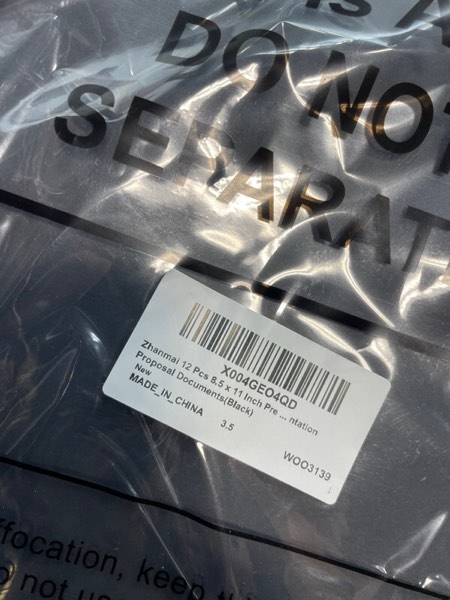 is A
DO NOT
SEPARAT
X004GEO4QD
Zhanmai 12 Pcs 8.5 x 11 Inch Pre ... ntation
Proposal Documents(Black)
New
MADE_IN_CHINA 3.5
WOO3139
ffocation, keep
not us